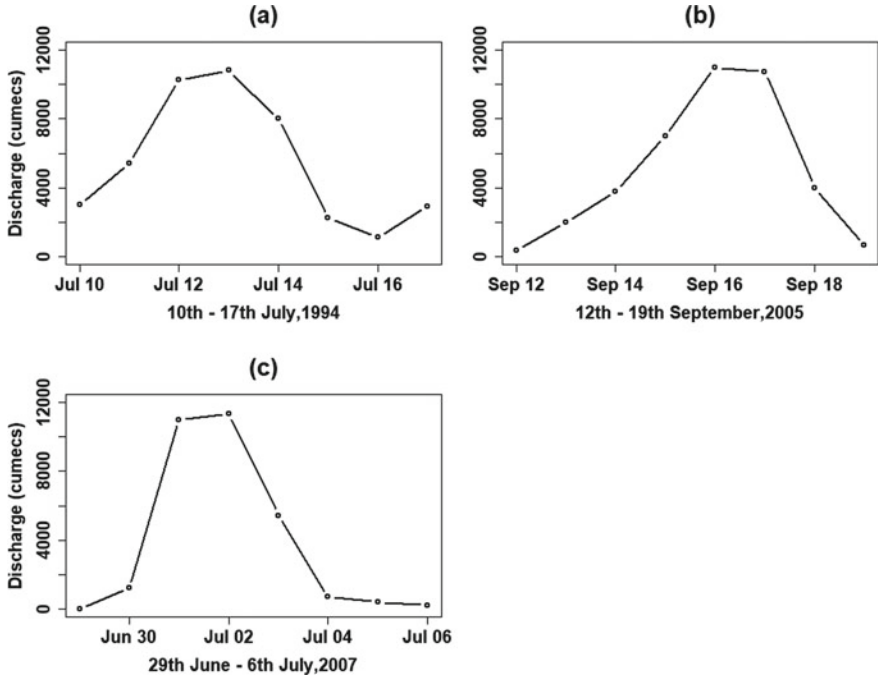 (a)
Discharge (cumecs)
12000
8000
4000
0
Jul 10 Jul 12 Jul 14 Jul 16
10th - 17th July,1994
(b)
12000
8000
4000
0
Sep 12 Sep 14 Sep 16 Sep 18
12th - 19th September,2005
(c)
Discharge (cumecs)
12000
8000
4000
0
Jun 30 Jul 02 Jul 04 Jul 06
29th June - 6th July,2007